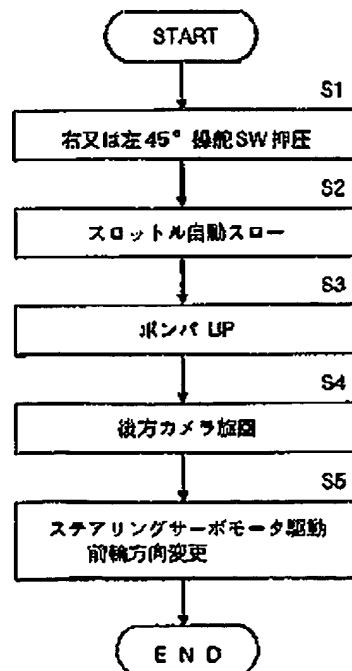 START
S1
右又は左45°操舵SW押圧
S2
スロットル自動スロー
S3
ポンパ UP
S4
後方カメラ旋回
S5
ステアリングサーボモータ駆動
前輪方向変更
END